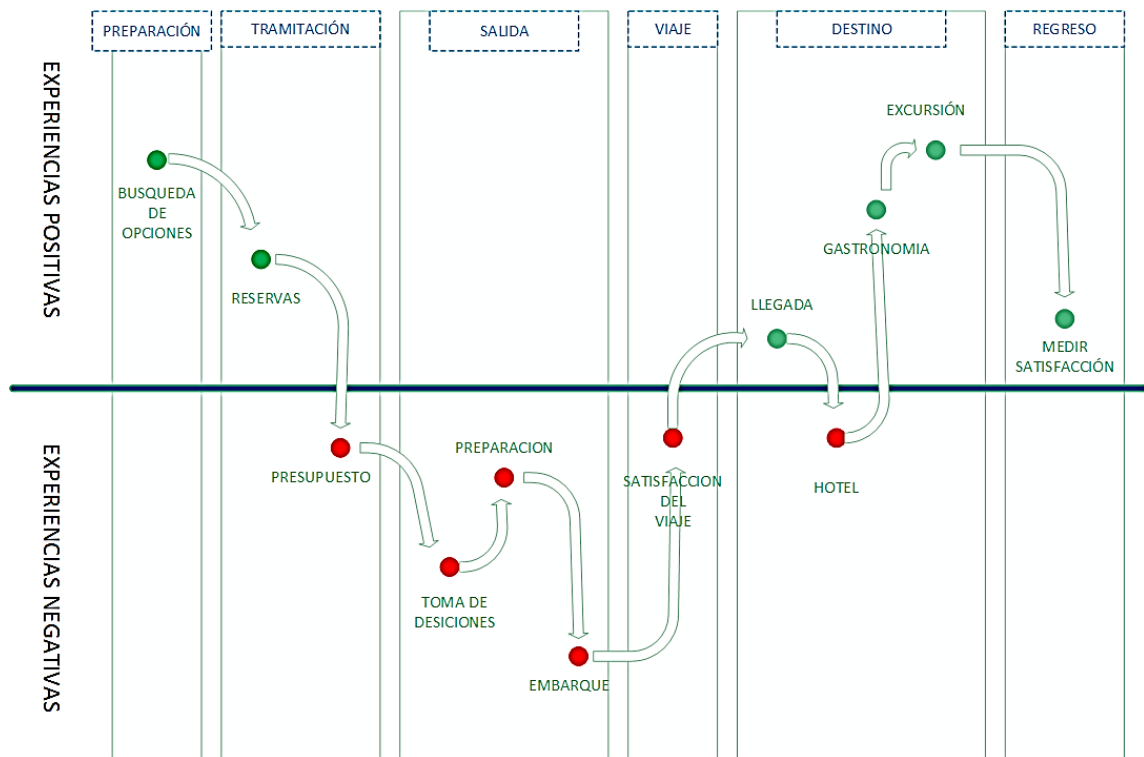 PREPARACIÓN
TRAMITACIÓN
SALIDA
VIAJE
DESTINO
REGRESO
EXPERIENCIAS POSITIVAS
EXCURSIÓN
BUSQUEDA
DE
OPCIONES
GASTRONOMIA
RESERVAS
LLEGADA
MEDIR
SATISFACCIÓN
EXPERIENCIAS NEGATIVAS
PREPARACION
PRESUPUESTO
SATISFACCION
DEL
VIAJE
HOTEL
TOMA DE
DESICIONES
EMBARQUE